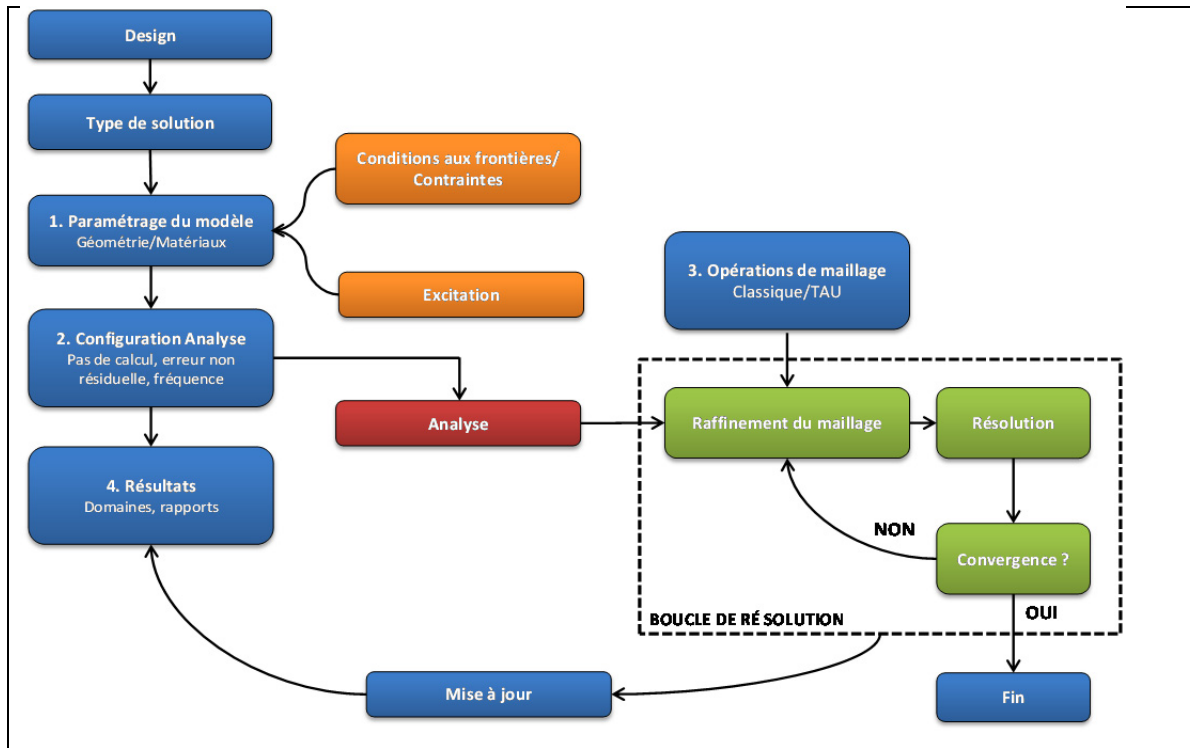 Design
Type de solution
Conditions aux frontières/
Contraintes
1. Paramétrage du modèle
Géométrie/Matériaux
Excitation
3. Opérations de maillage
Classique/TAU
2. Configuration Analyse
Pas de calcul, erreur non
résiduelle, fréquence
Analyse
Raffinement du maillage
Résolution
4. Résultats
Domaines, rapports
NON
Convergence ?
BOUCLE DE RÉSOLUTION
OUI
Mise à jour
Fin